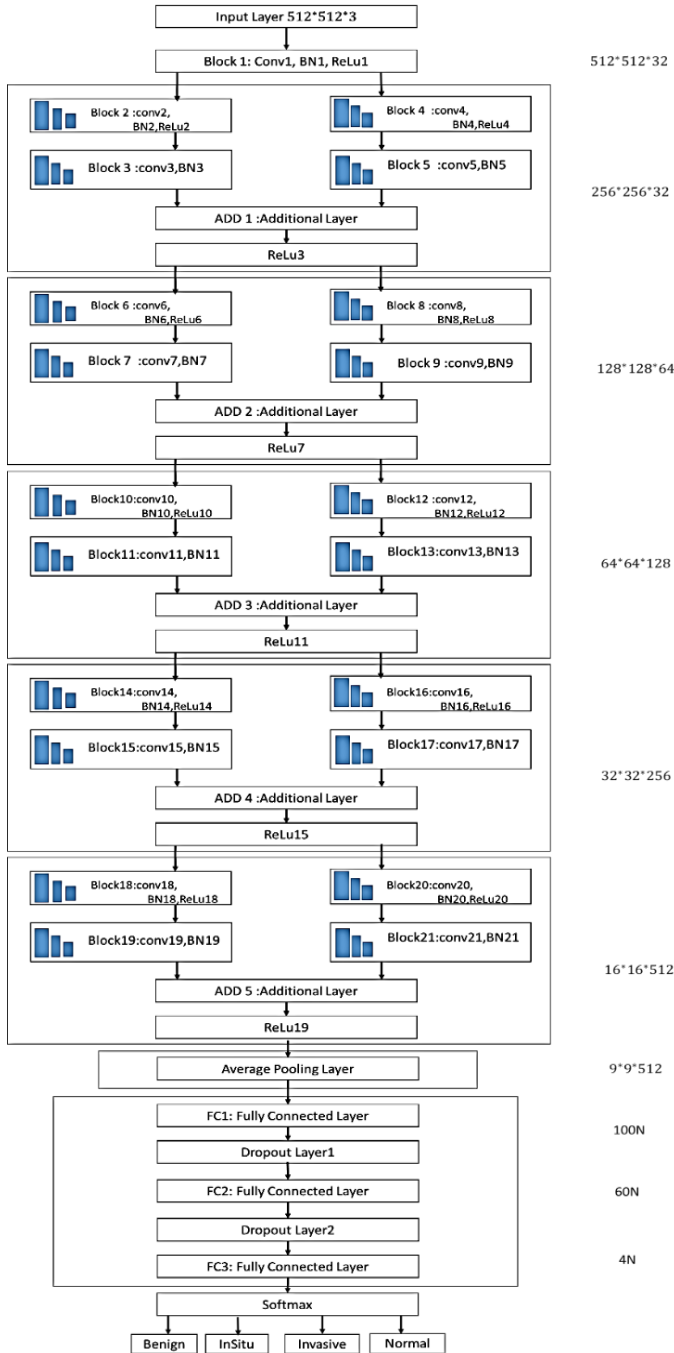 Input Layer 512*512*3
Block 1: Conv1, BN1, ReLu1
512*512*32
Block 2 :conv2,
BN2,ReLu2
Block 4 :conv4,
BN4,ReLu4
Block 3 :conv3,BN3
Block 5 :conv5,BN5
256*256*32
ADD 1 :Additional Layer
ReLu3
Block 6 :conv6,
BN6,ReLu6
Block 8 :conv8,
BN8,ReLu8
Block 7 :conv7,BN7
Block 9 :conv9,BN9
128*128*64
ADD 2 :Additional Layer
ReLu7
Block10:conv10,
BN10,ReLu10
Block12 :conv12,
BN12,ReLu12
Block11:conv11,BN11
Block13:conv13,BN13
64*64*128
ADD 3 :Additional Layer
ReLu11
Block14:conv14,
BN14,ReLu14
Block16:conv16,
BN16,ReLu16
Block15:conv15,BN15
Block17:conv17,BN17
32*32*256
ADD 4 :Additional Layer
ReLu15
Block18:conv18,
BN18,ReLu18
Block20:conv20,
BN20,ReLu20
Block19:conv19,BN19
Block21:conv21,BN21
16*16*512
ADD 5 :Additional Layer
ReLu19
Average Pooling Layer
9*9*512
FC1: Fully Connected Layer
100N
Dropout Layer1
FC2: Fully Connected Layer
60N
Dropout Layer2
FC3: Fully Connected Layer
4N
Softmax
Benign
InSitu
Invasive
Normal